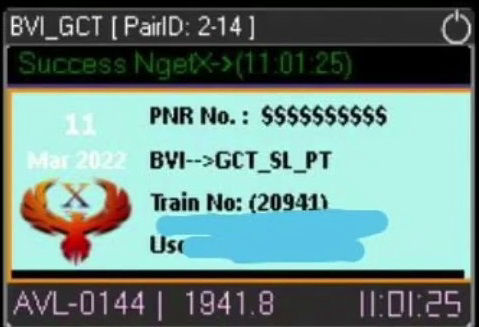 BVI_GCT [ PairID: 2-14 ]
Success NgetX->(11:01:25)
11
Mar 2022
X
PNR No. : $$$$$$$$$$
BVI-->GCT_SL_PT
Train No: (20941)
AVL-0144 | 1941.8
11:01:25